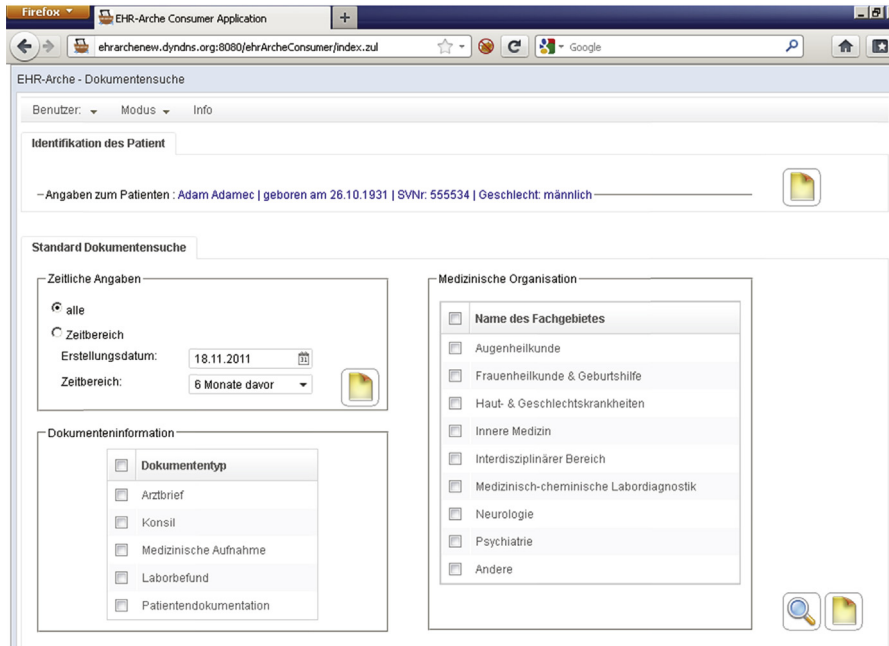 Firefox
EHR-Arche Consumer Application
ehrarchenew.dyndns.org:8080/ehrArcheConsumer/index.zul
Google
EHR-Arche - Dokumentensuche
Benutzer: Modus Info
Identifikation des Patient
Angaben zum Patienten : Adam Adamec | geboren am 26.10.1931 | SVNr: 555534 | Geschlecht: männlich
Standard Dokumentensuche
Zeitliche Angaben
alle
Zeitbereich
Erstellungsdatum: 18.11.2011
Zeitbereich: 6 Monate davor
Dokumenteninformation
Dokumententyp
Arztbrief
Konsil
Medizinische Aufnahme
Laborbefund
Patientendokumentation
Medizinische Organisation
Name des Fachgebietes
Augenheilkunde
Frauenheilkunde & Geburtshilfe
Haut- & Geschlechtskrankheiten
Innere Medizin
Interdisziplinärer Bereich
Medizinisch-cheminische Labordiagnostik
Neurologie
Psychiatrie
Andere